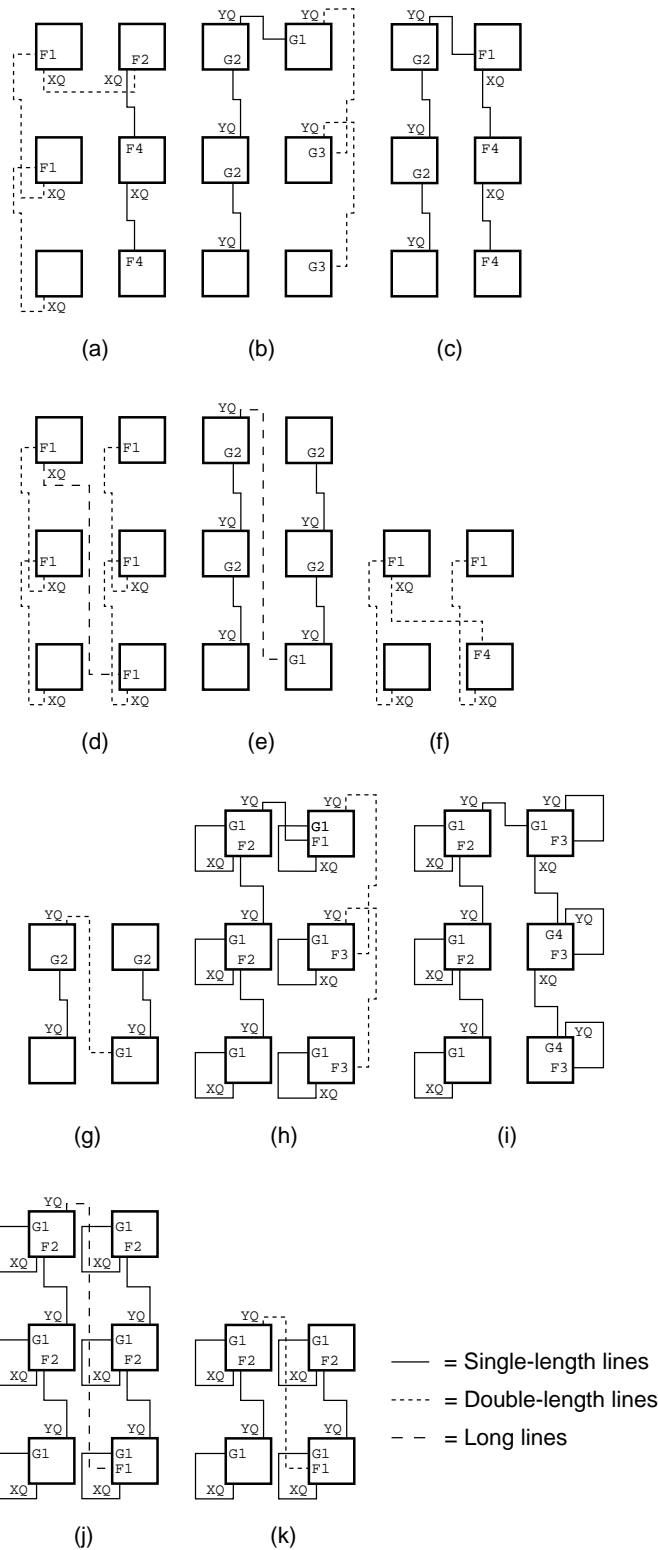 YQ YQ YQ
F1 F2 G1 F1
XQ XQ G2 G2 XQ
YQ YQ YQ
F1 F4 G3 F4
XQ XQ G2 G2 XQ
YQ YQ
F4 G3 F4
XQ
(a) (b) (c)
YQ
F1 F1 G2 G2
XQ
YQ YQ
F1 F1 G2 G2 F1 F1
XQ XQ XQ
YQ YQ
F1 G1 F4
XQ XQ XQ XQ
(d) (e) (f)
YQ YQ YQ YQ
G1 G1 G1 G1
F2 F1 F2 F3
XQ XQ XQ XQ
YQ YQ YQ YQ YQ
G2 G2 G1 G1 G1 G4
F2 F3 F2 F3
XQ XQ XQ XQ
YQ YQ YQ YQ YQ
G1 G1 G1 G1 G4
F3 F3
XQ XQ XQ
(g) (h) (i)
YQ
G1 G1
F2 F2
XQ XQ
YQ YQ YQ
G1 G1 G1 G1
F2 F2 F2 F2
XQ XQ XQ XQ
= Single-length lines
= Double-length lines
YQ YQ YQ YQ
= Long lines
G1 G1 G1 G1
F1 F1
XQ XQ XQ XQ
(j) (k)